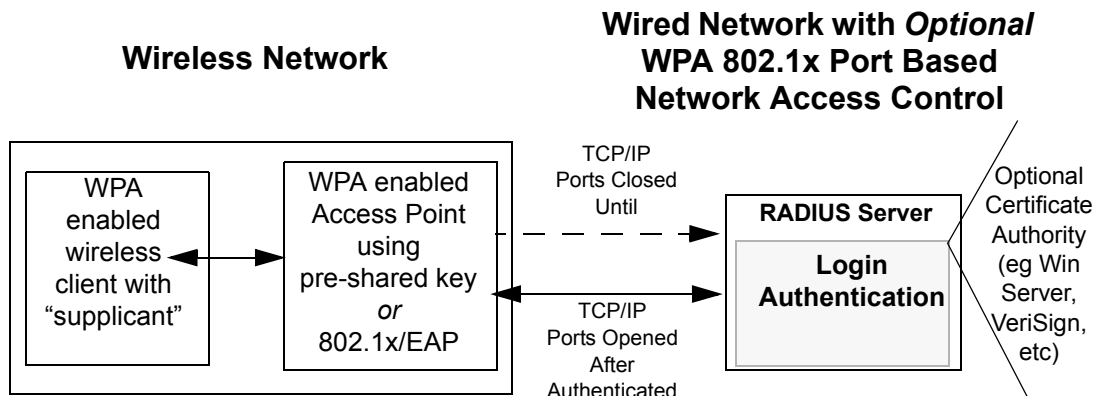 Wireless Network
Wired Network with Optional
WPA 802.1x Port Based
Network Access Control
WPA
enabled
wireless
client with
“supplicant”
WPA enabled
Access Point
using
pre-shared key
or
802.1x/EAP
TCP/IP
Ports Closed
Until
TCP/IP
Ports Opened
After
Authenticated
RADIUS Server
Login
Authentication
Optional
Certificate
Authority
(eg Win
Server,
VeriSign,
etc)